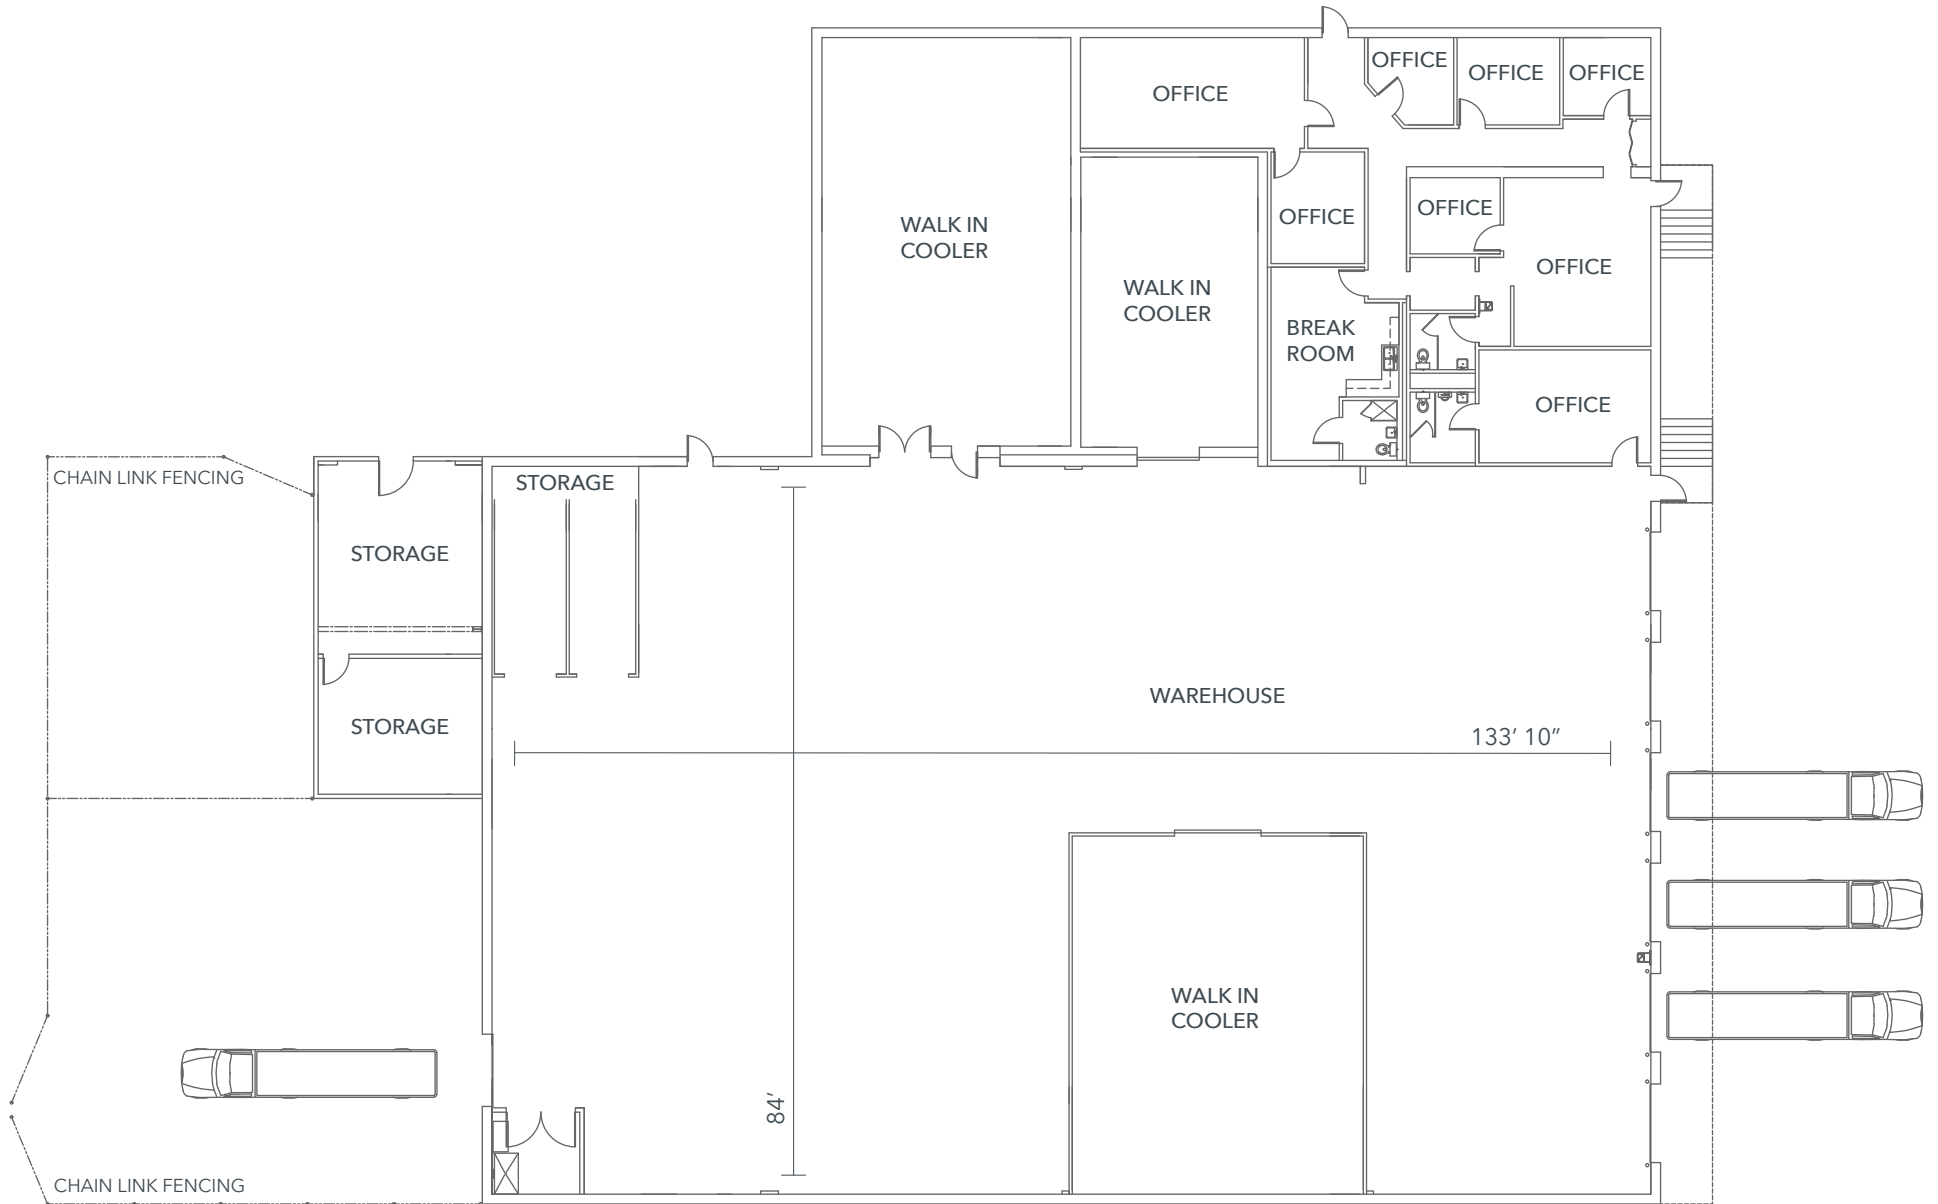 OFFICE
OFFICE
OFFICE
OFFICE
WALK IN
COOLER
OFFICE
OFFICE
OFFICE
WALK IN
COOLER
BREAK
ROOM
OFFICE
CHAIN LINK FENCING
STORAGE
STORAGE
WAREHOUSE
STORAGE
133’ 10”
WALK IN
COOLER
84’
CHAIN LINK FENCING